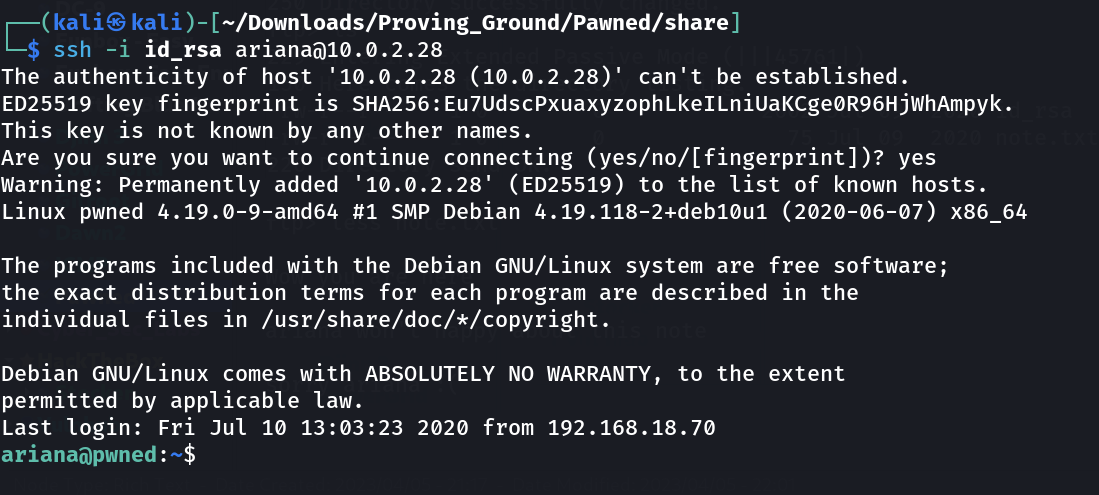 ┌──(kali㉿kali)-[~/Downloads/Proving_Ground/Pawned/share]
└─$ ssh -i id_rsa ariana@10.0.2.28
The authenticity of host '10.0.2.28 (10.0.2.28)' can't be established.
ED25519 key fingerprint is SHA256:Eu7UdscPxuaxyzophLkeILniUaKCge0R96HjWhAmpyk.
This key is not known by any other names.
Are you sure you want to continue connecting (yes/no/[fingerprint])? yes
Warning: Permanently added '10.0.2.28' (ED25519) to the list of known hosts.
Linux pwned 4.19.0-9-amd64 #1 SMP Debian 4.19.118-2+deb10u1 (2020-06-07) x86_64
The programs included with the Debian GNU/Linux system are free software;
the exact distribution terms for each program are described in the
individual files in /usr/share/doc/*/copyright.
Debian GNU/Linux comes with ABSOLUTELY NO WARRANTY, to the extent
permitted by applicable law.
Last login: Fri Jul 10 13:03:23 2020 from 192.168.18.70
ariana@pwned:~$